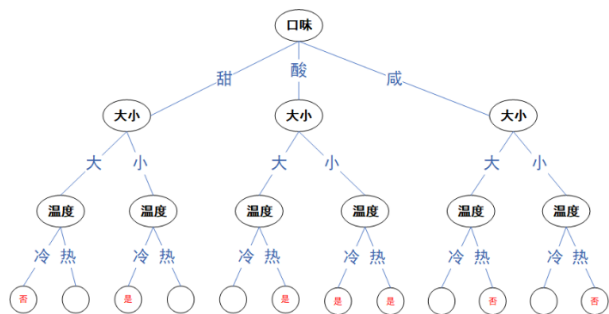 口味
甜 酸 咸
大小 大小 大小
大 小 大 小 大 小
温度 温度 温度 温度 温度 温度
冷 热 冷 热 冷 热 冷 热 冷 热 冷 热
否 是 是 是 是 否 否